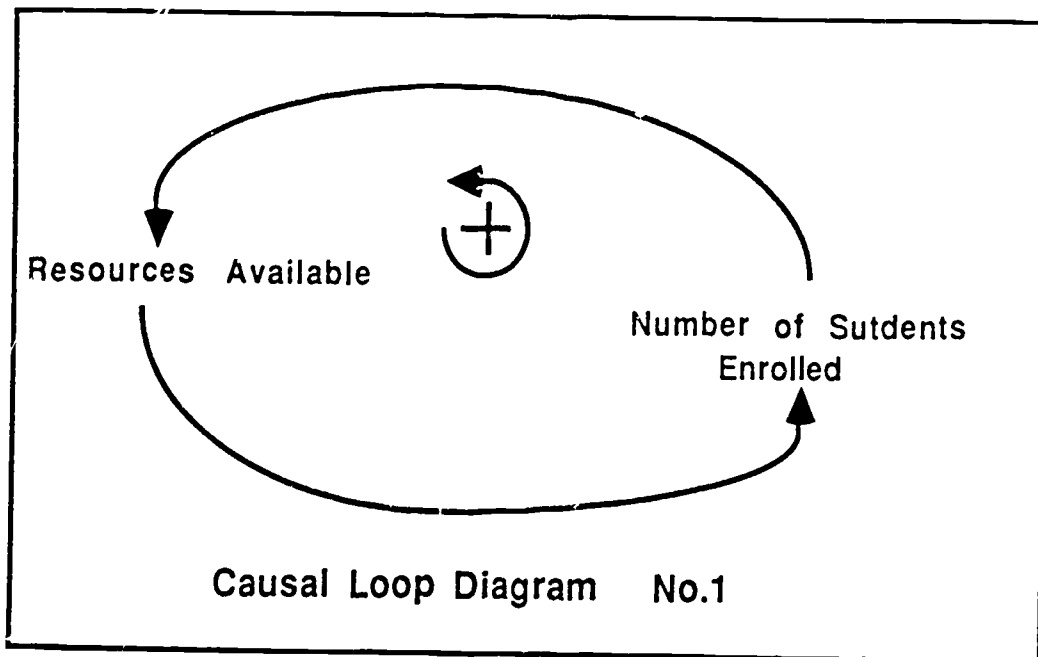 +
Resources Available
Number of Sutdents
Enrolled
Causal Loop Diagram No.1